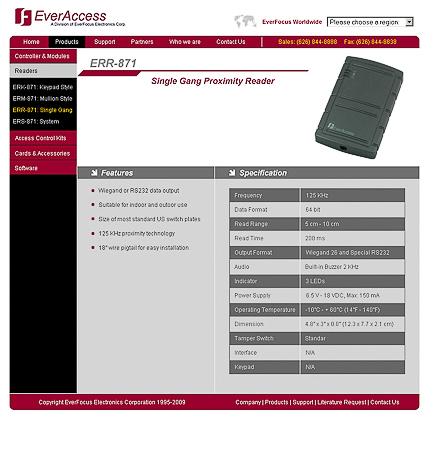 EverAccess
A Division of EverFocus Electronics Corp.
EverFocus Worldwide
Please choose a region:
Home Products Support Partners Who we are Contact Us Sales: (626) 844-8888 Fax: (626) 844-8838
Controller & Modules
Readers
ERK-871: Keypad Style
ERM-871: Mullion Style
ERR-871: Single Gang
ERS-871: System
Access Control Kits
Cards & Accessories
Software
ERR-871
Single Gang Proximity Reader
EverAccess
Features
Wiegand or RS232 data output
Suitable for indoor and outdoor use
Size of most standard US switch plates
125 KHz proximity technology
18" wire pigtail for easy installation
Specification
Frequency 125 KHz
Data Format 64 bit
Read Range 5 cm - 10 cm
Read Time 200 ms
Output Format Wiegand 26 and Special RS232
Audio Built-in Buzzer 2 KHz
Indicator 3 LEDs
Power Supply 6.5 V - 18 VDC, Max. 150 mA
Operating Temperature -10°C - + 60°C (14°F - 140°F)
Dimension 4.8" x 3" x 0.8" (12.3 x 7.7 x 2.1 cm)
Tamper Switch Standar
Interface N/A
Keypad N/A
Copyright EverFocus Electronics Corporation 1995-2009
Company | Products | Support | Literature Request | Contact Us